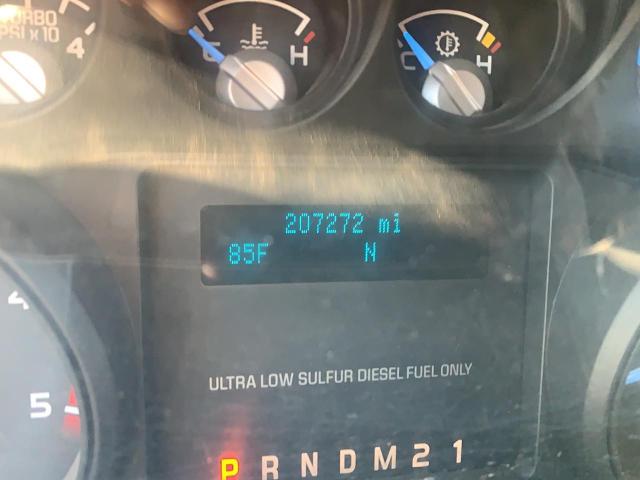 TURBO
PSI x 10
4
C H
C H
207272 mi
85F N
4
5
ULTRA LOW SULFUR DIESEL FUEL ONLY
P R N D M 2 1